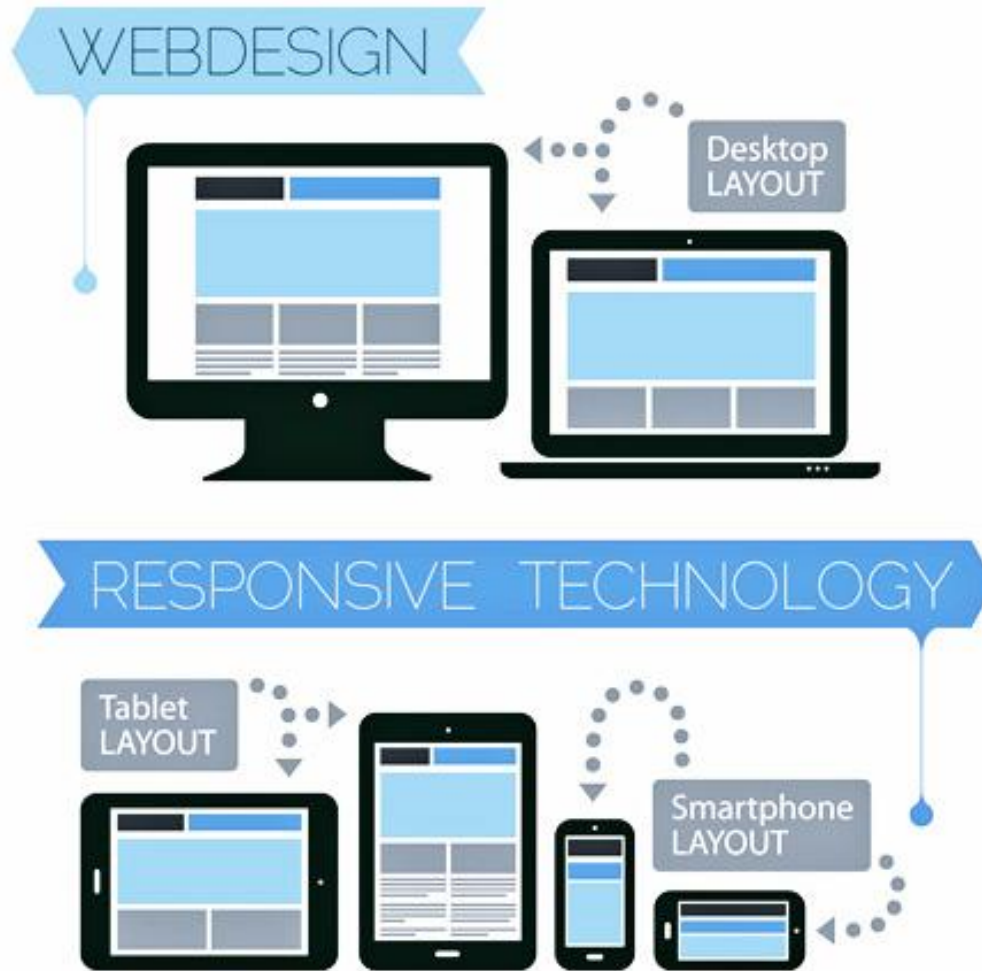 WEBDESIGN
Desktop
LAYOUT
RESPONSIVE TECHNOLOGY
Tablet
LAYOUT
Smartphone
LAYOUT